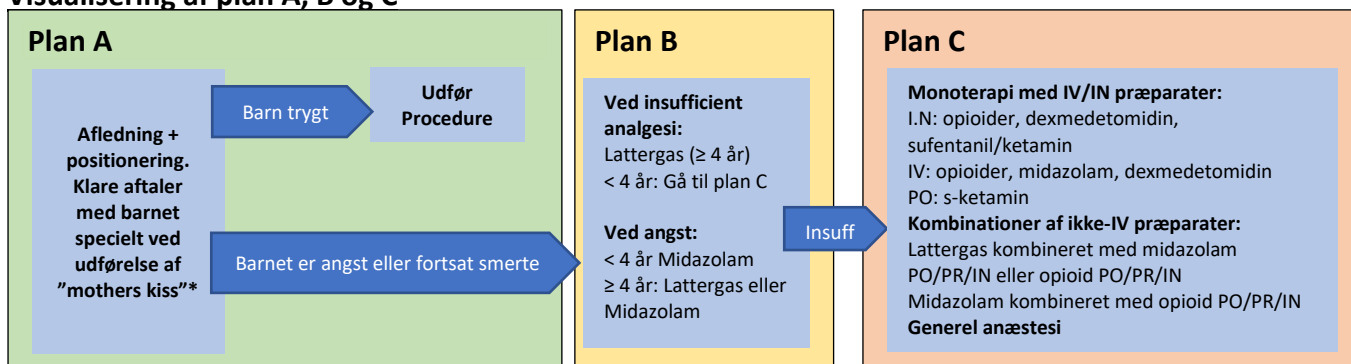 Visualisering af plan A, B og C
Plan A
Afledning +
positionering.
Klare aftaler
med barnet
specielt ved
udførelse af
”mothers kiss”*
Barn trygt
Udfør
Procedure
Barnet er angst eller fortsat smerte
Plan B
Ved insufficient
analgesi:
Lattergas (≥ 4 år)
< 4 år: Gå til plan C
Ved angst:
< 4 år Midazolam
≥ 4 år: Lattergas eller
Midazolam
Insuff
Plan C
Monoterapi med IV/IN præparater:
I.N: opioider, dexmedetomidin,
sufentanil/ketamin
IV: opioider, midazolam, dexmedetomidin
PO: s-ketamin
Kombinationer af ikke-IV præparater:
Lattergas kombineret med midazolam
PO/PR/IN eller opioid PO/PR/IN
Midazolam kombineret med opioid PO/PR/IN
Generel anæstesi